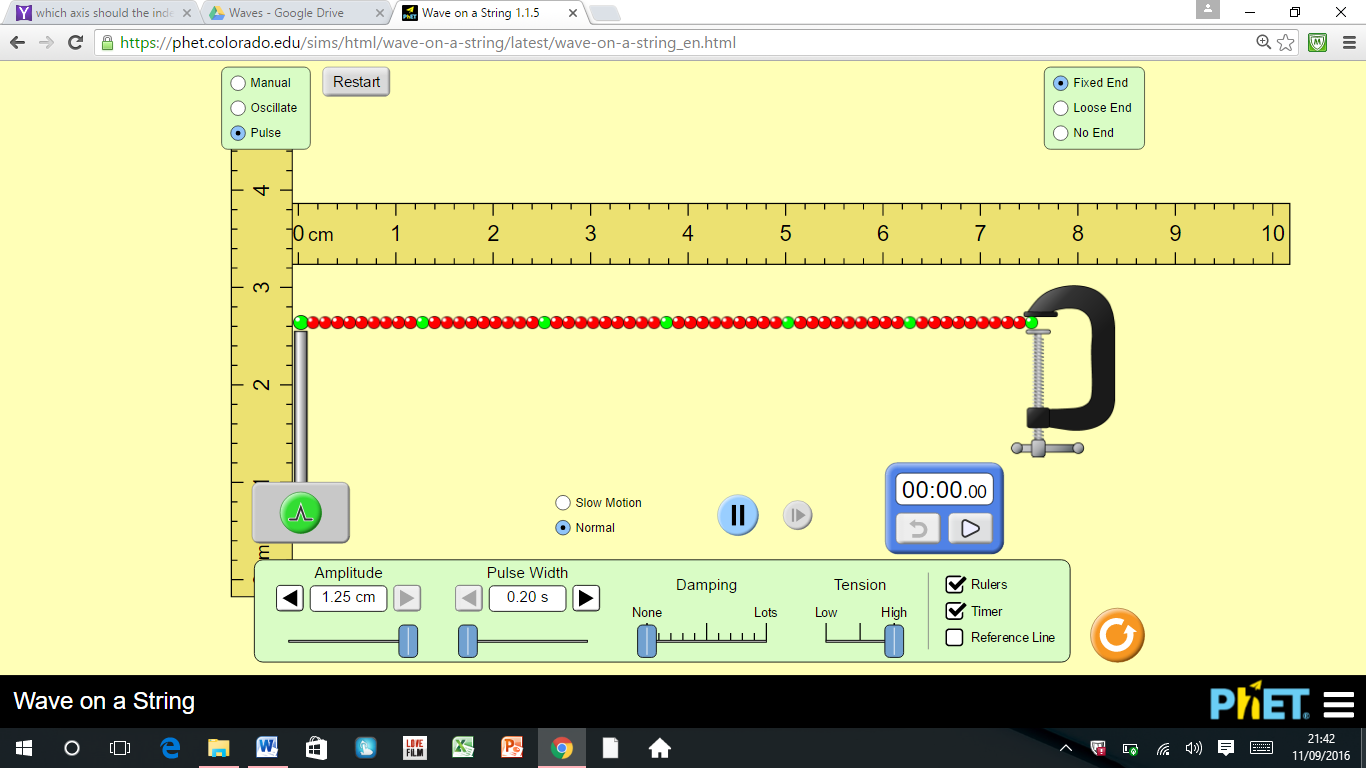 which axis should the inde
Waves - Google Drive
Wave on a String 1.1.5
https://phet.colorado.edu/sims/html/wave-on-a-string/latest/wave-on-a-string_en.html
Manual
Oscillate
Pulse
Restart
Fixed End
Loose End
No End
4
3
2
1
0 cm 1 2 3 4 5 6 7 8 9 10
Slow Motion
Normal
00:00.00
Amplitude
1.25 cm
Pulse Width
0.20 s
Damping
None Lots
Tension
Low High
Rulers
Timer
Reference Line
Wave on a String
PhET
LOVE
FiLM
21:42
11/09/2016